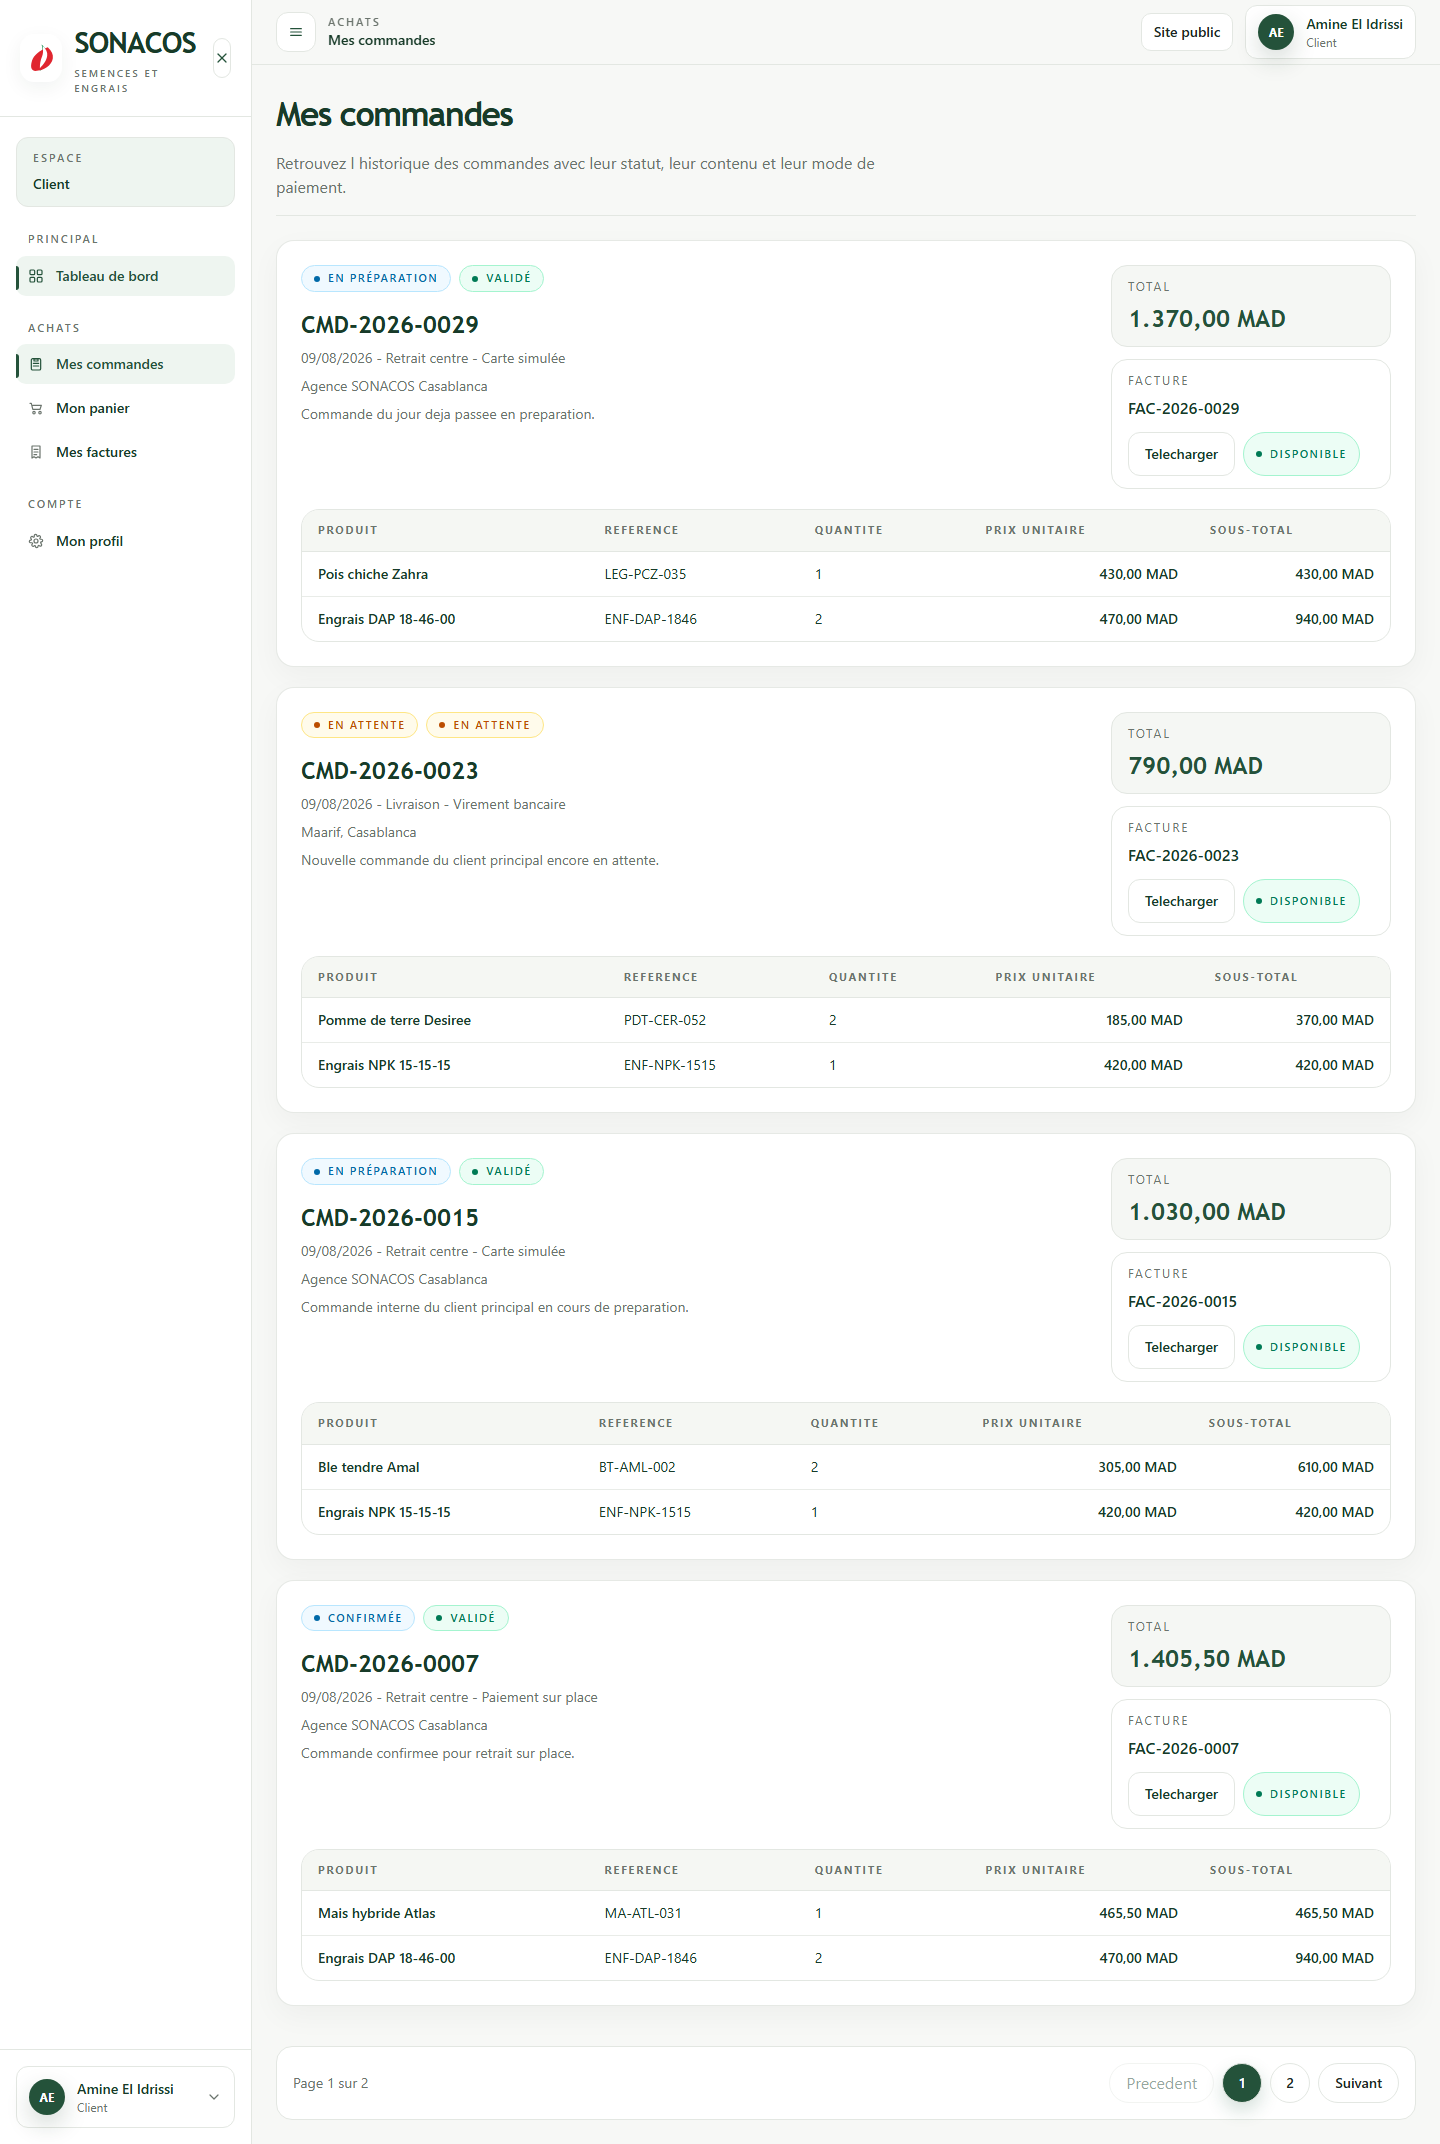 SONACOS
SEMENCES ET
ENGRAIS
ESPACE
Client
PRINCIPAL
Tableau de bord
ACHATS
Mes commandes
Mon panier
Mes factures
COMPTE
Mon profil
AE
Amine El Idrissi
Client
ACHATS
Mes commandes
Site public
AE
Amine El Idrissi
Client
Mes commandes
Retrouvez l historique des commandes avec leur statut, leur contenu et leur mode de
paiement.
EN PRÉPARATION VALIDÉ
CMD-2026-0029
09/08/2026 - Retrait centre - Carte simulée
Agence SONACOS Casablanca
Commande du jour deja passee en preparation.
TOTAL
1.370,00 MAD
FACTURE
FAC-2026-0029
Telecharger DISPONIBLE
PRODUIT REFERENCE QUANTITE PRIX UNITAIRE SOUS-TOTAL
Pois chiche Zahra LEG-PCZ-035 1 430,00 MAD 430,00 MAD
Engrais DAP 18-46-00 ENF-DAP-1846 2 470,00 MAD 940,00 MAD
EN ATTENTE EN ATTENTE
CMD-2026-0023
09/08/2026 - Livraison - Virement bancaire
Maarif, Casablanca
Nouvelle commande du client principal encore en attente.
TOTAL
790,00 MAD
FACTURE
FAC-2026-0023
Telecharger DISPONIBLE
PRODUIT REFERENCE QUANTITE PRIX UNITAIRE SOUS-TOTAL
Pomme de terre Desiree PDT-CER-052 2 185,00 MAD 370,00 MAD
Engrais NPK 15-15-15 ENF-NPK-1515 1 420,00 MAD 420,00 MAD
EN PRÉPARATION VALIDÉ
CMD-2026-0015
09/08/2026 - Retrait centre - Carte simulée
Agence SONACOS Casablanca
Commande interne du client principal en cours de preparation.
TOTAL
1.030,00 MAD
FACTURE
FAC-2026-0015
Telecharger DISPONIBLE
PRODUIT REFERENCE QUANTITE PRIX UNITAIRE SOUS-TOTAL
Ble tendre Amal BT-AML-002 2 305,00 MAD 610,00 MAD
Engrais NPK 15-15-15 ENF-NPK-1515 1 420,00 MAD 420,00 MAD
CONFIRMÉE VALIDÉ
CMD-2026-0007
09/08/2026 - Retrait centre - Paiement sur place
Agence SONACOS Casablanca
Commande confirmee pour retrait sur place.
TOTAL
1.405,50 MAD
FACTURE
FAC-2026-0007
Telecharger DISPONIBLE
PRODUIT REFERENCE QUANTITE PRIX UNITAIRE SOUS-TOTAL
Mais hybride Atlas MA-ATL-031 1 465,50 MAD 465,50 MAD
Engrais DAP 18-46-00 ENF-DAP-1846 2 470,00 MAD 940,00 MAD
Page 1 sur 2
Precedent 1 2 Suivant